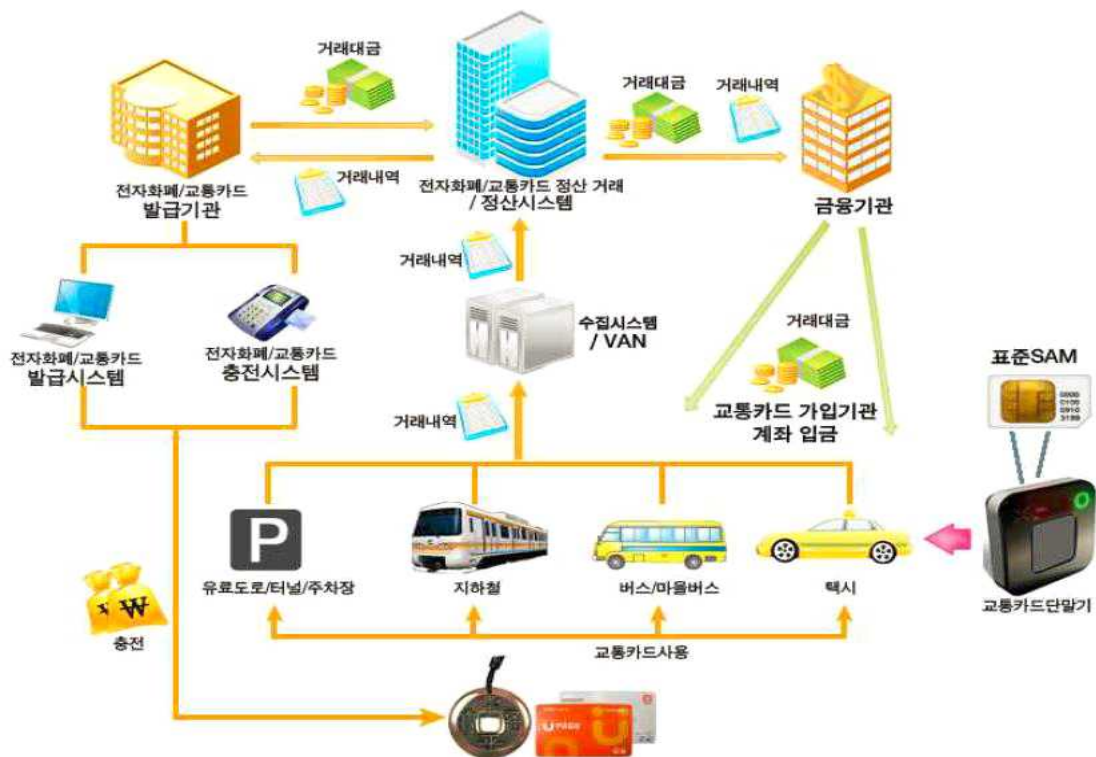 거래대금
거래대금
거래내역
거래내역
전자화폐/교통카드
발급기관
전자화폐/교통카드 정산 거래
/ 정산시스템
금융기관
거래내역
수집시스템
/ VAN
거래대금
전자화폐/교통카드
발급시스템
전자화폐/교통카드
충전시스템
표준SAM
교통카드 가입기관
계좌 입금
거래내역
P
유료도로/터널/주차장
지하철
버스/마을버스
택시
교통카드단말기
₩
충전
교통카드사용
U